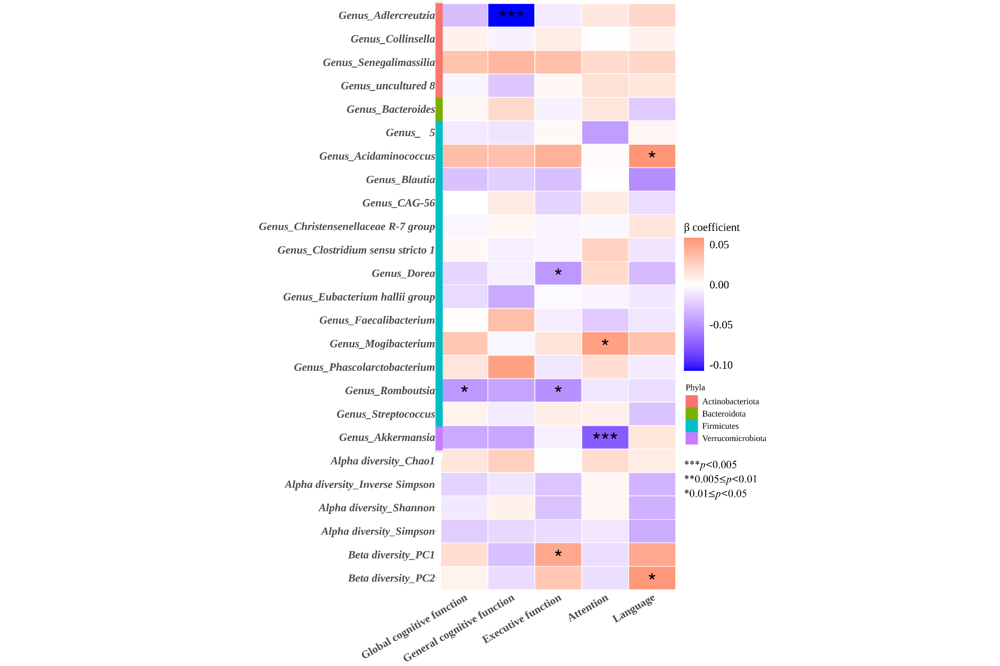 Genus_Adlercreutzia
***
Genus_Collinsella
Genus_Senegalimassilia
Genus_uncultured 8
Genus_Bacteroides
Genus_ 5
Genus_Acidaminococcus
*
Genus_Blautia
Genus_CAG-56
Genus_Christensenellaceae R-7 group
Genus_Clostridium sensu stricto 1
Genus_Dorea
*
Genus_Eubacterium hallii group
Genus_Faecalibacterium
Genus_Mogibacterium
*
Genus_Phascolarctobacterium
Genus_Romboutsia
* *
Genus_Streptococcus
Genus_Akkermansia
***
Alpha diversity_Chao1
Alpha diversity_Inverse Simpson
Alpha diversity_Shannon
Alpha diversity_Simpson
Beta diversity_PC1
*
Beta diversity_PC2
*
Global cognitive function
General cognitive function
Executive function
Attention
Language
β coefficient
0.05
0.00
-0.05
-0.10
Phyla
Actinobacteriota
Bacteroidota
Firmicutes
Verrucomicrobiota
***p<0.005
**0.005≤p<0.01
*0.01≤p<0.05